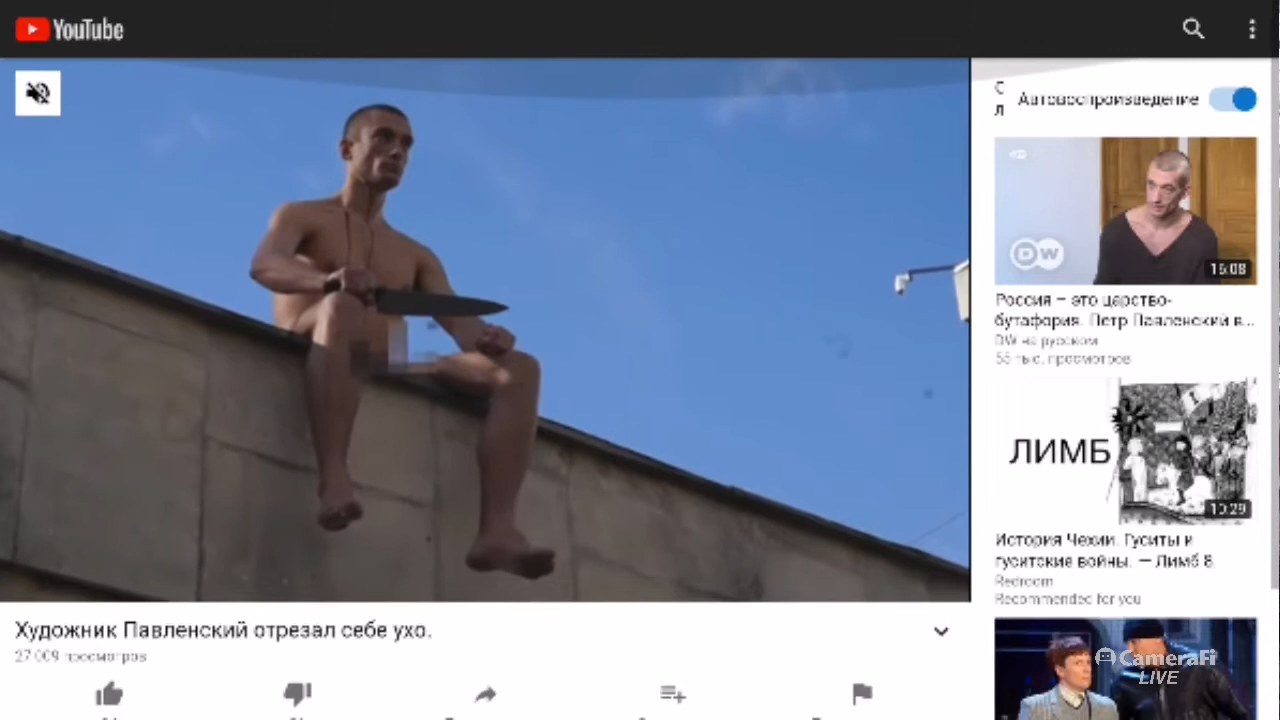 YouTube
С
л
Автовоспроизведение
DW
16:08
Россия – это царство-
бутафория. Петр Павленский в...
DW на русском
55 тыс. просмотров
ЛИМБ
10:29
История Чехии. Гуситы и
гуситские войны. — Лимб 8.
Redroom
Recommended for you
CameraFi
LIVE
Художник Павленский отрезал себе ухо.
27 009 просмотров